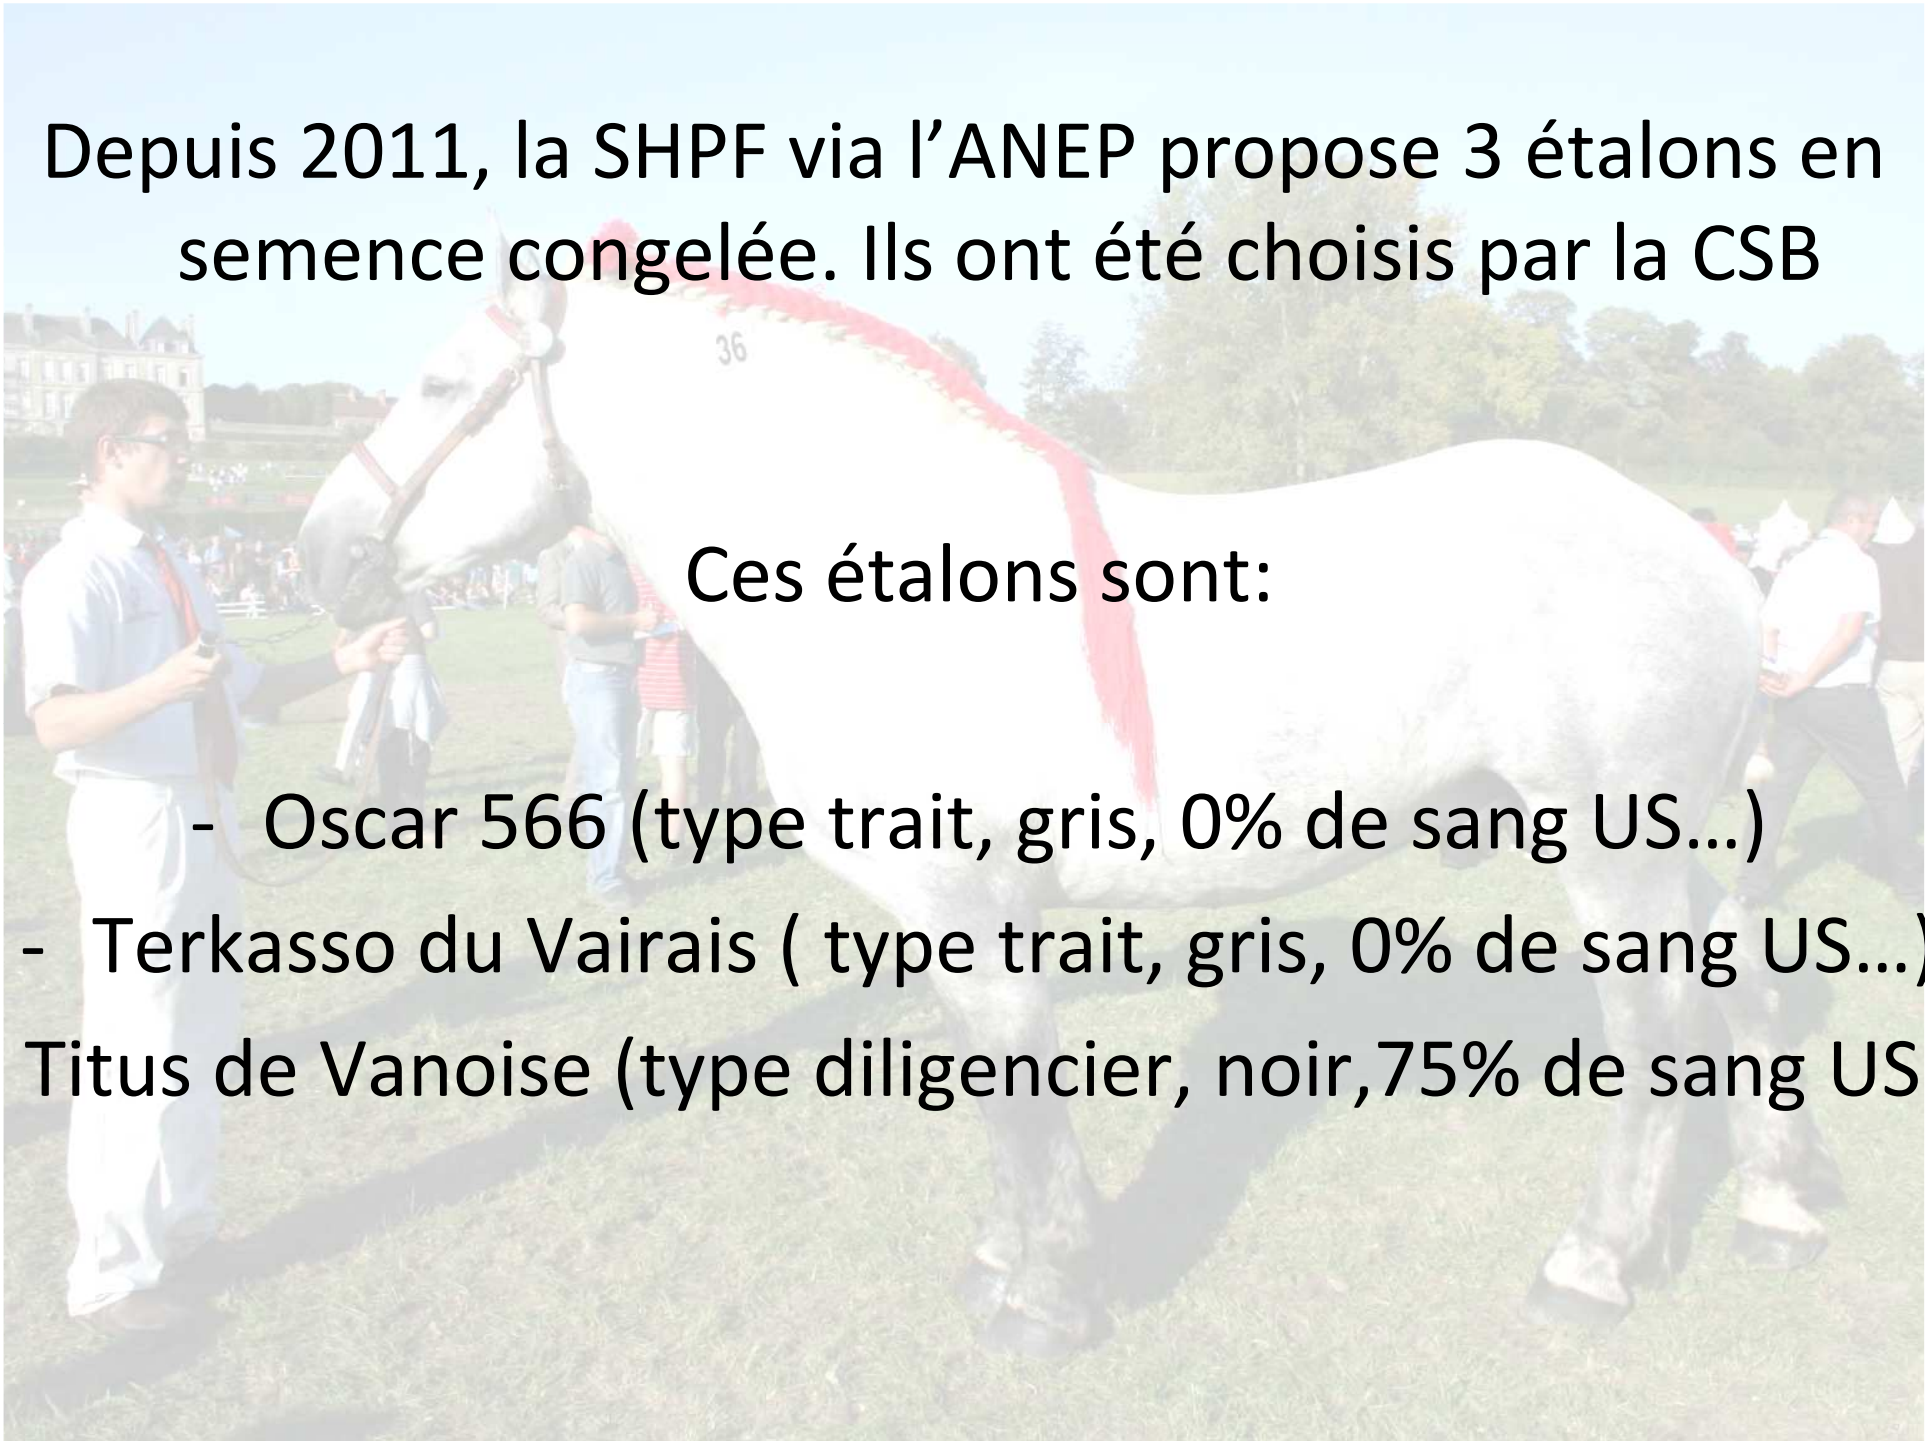 Depuis 2011, la SHPF via l’ANEP propose 3 étalons en
semence congelée. Ils ont été choisis par la CSB
36
Ces étalons sont:
- Oscar 566 (type trait, gris, 0% de sang US…)
- Terkasso du Vairais ( type trait, gris, 0% de sang US…)
Titus de Vanoise (type diligencier, noir,75% de sang US